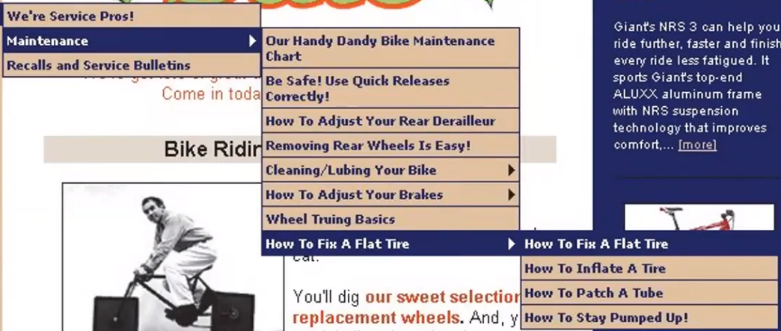 We're Service Pros!
Maintenance
Recalls and Service Bulletins
Our Handy Dandy Bike Maintenance
Chart
Be Safe! Use Quick Releases
Correctly!
How To Adjust Your Rear Derailleur
Removing Rear Wheels Is Easy!
Cleaning/Lubing Your Bike
How To Adjust Your Brakes
Wheel Truing Basics
How To Fix A Flat Tire
How To Fix A Flat Tire
How To Inflate A Tire
How To Patch A Tube
How To Stay Pumped Up!
Come in toda
Bike Ridin
cat.
You'll dig our sweet selection
replacement wheels. And, y
Giant's NRS 3 can help you
ride further, faster and finish
every ride less fatigued. It
sports Giant's top-end
ALUXX aluminum frame
with NRS suspension
technology that improves
comfort,... [more]